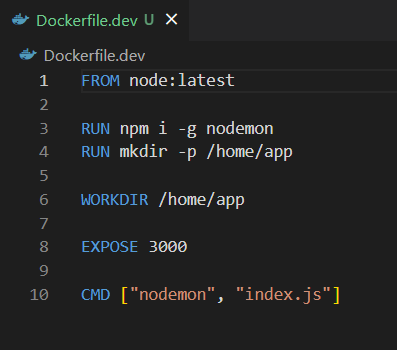 Dockerfile.dev U ×
Dockerfile.dev
1 FROM node:latest
2
3 RUN npm i -g nodemon
4 RUN mkdir -p /home/app
5
6 WORKDIR /home/app
7
8 EXPOSE 3000
9
10 CMD ["nodemon", "index.js"]